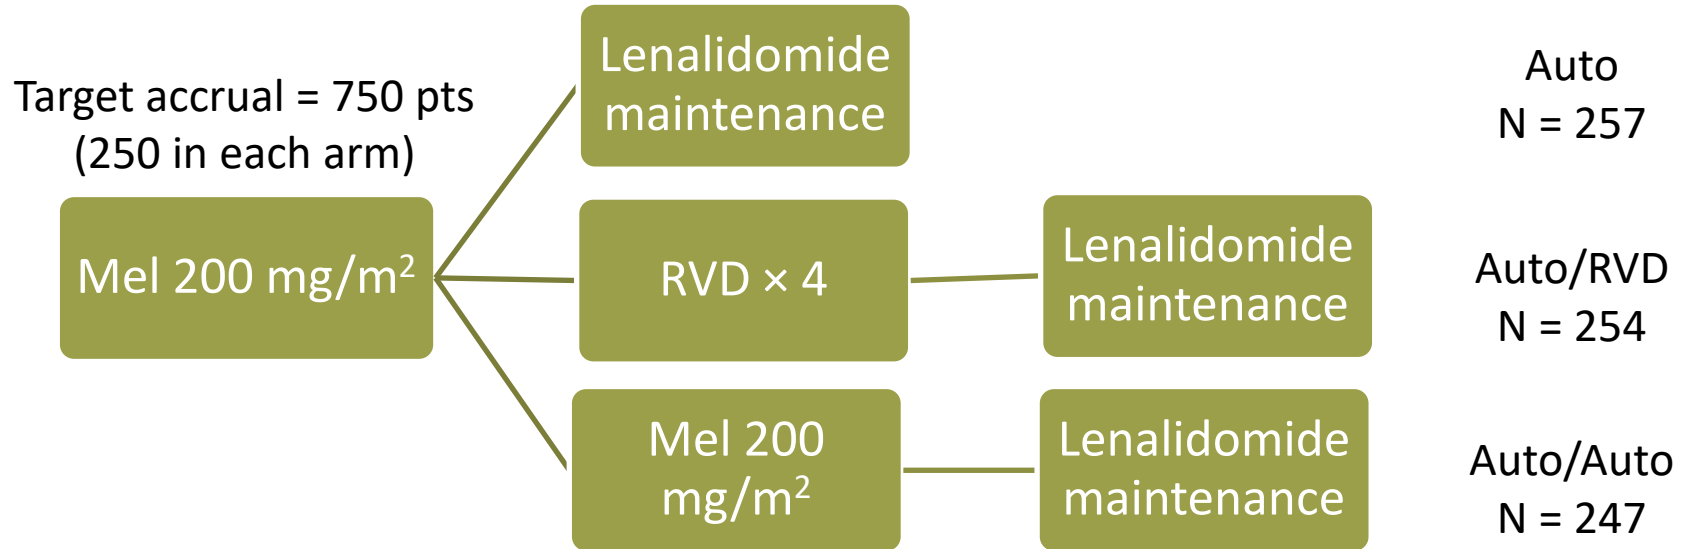 Target accrual = 750 pts
(250 in each arm)
Mel 200 mg/m²
Lenalidomide
maintenance
Auto
N = 257
RVD × 4
Lenalidomide
maintenance
Auto/RVD
N = 254
Mel 200
mg/m²
Lenalidomide
maintenance
Auto/Auto
N = 247